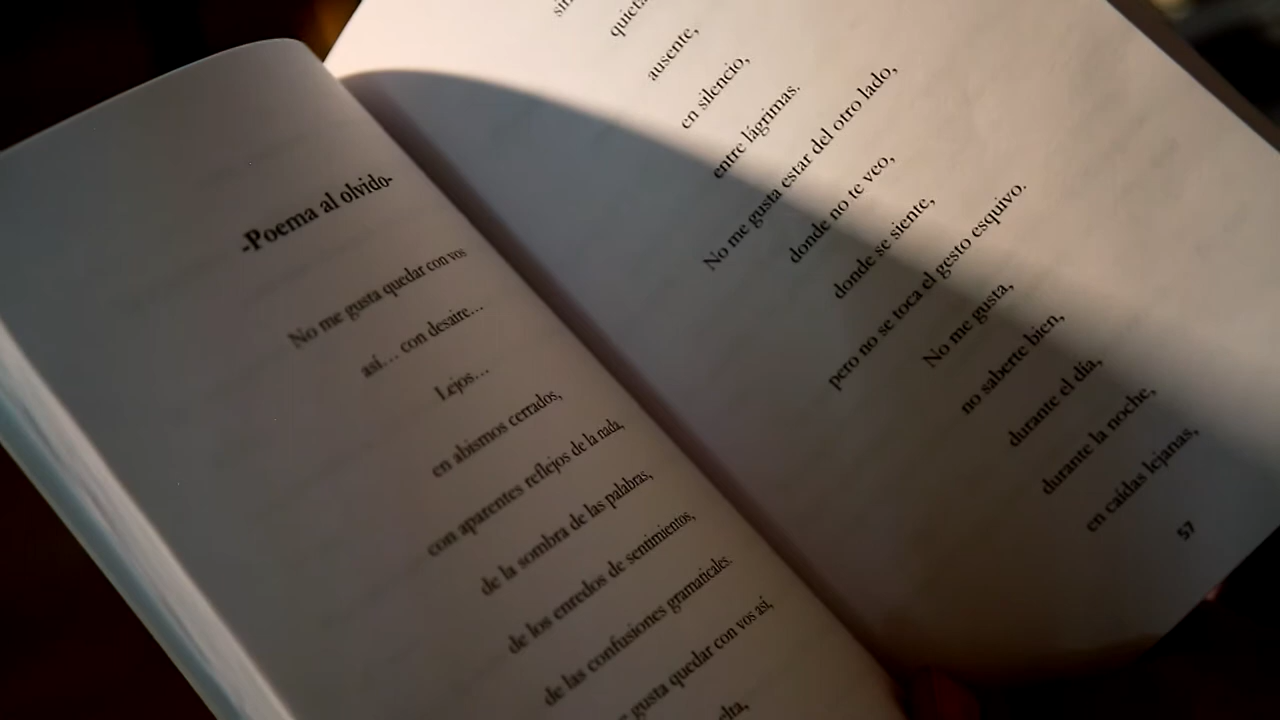 -Poema al olvido-
No me gusta quedar con vos
así... con desaire...
Lejos...
en abismos cerrados,
con aparentes reflejos de la nada,
de la sombra de las palabras,
de los enredos de sentimientos,
de las confusiones gramaticales.
gusta quedar con vos así,
ausente,
en silencio,
entre lágrimas.
No me gusta estar del otro lado,
donde no te veo,
donde se siente,
pero no se toca el gesto esquivo.
No me gusta,
no saberte bien,
durante el día,
durante la noche,
en caídas lejanas,
57